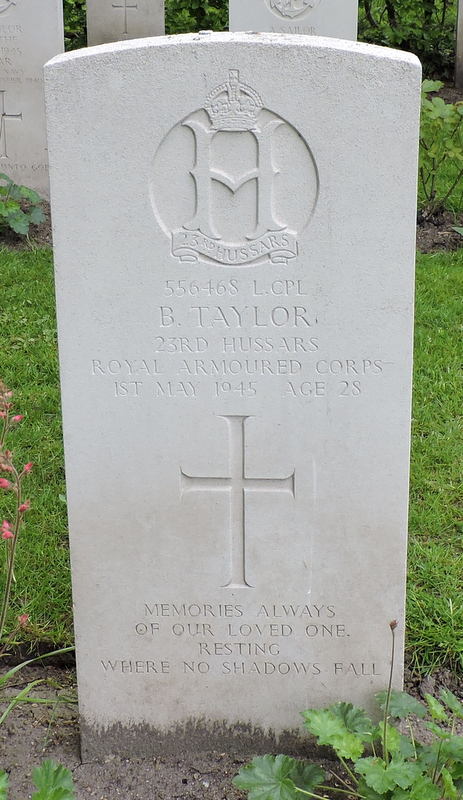 23RD HUSSARS
556468 L.CPL
B. TAYLOR
23RD HUSSARS
ROYAL ARMOURED CORPS
1ST MAY 1945 AGE 28
MEMORIES ALWAYS
OF OUR LOVED ONE.
RESTING
WHERE NO SHADOWS FALL